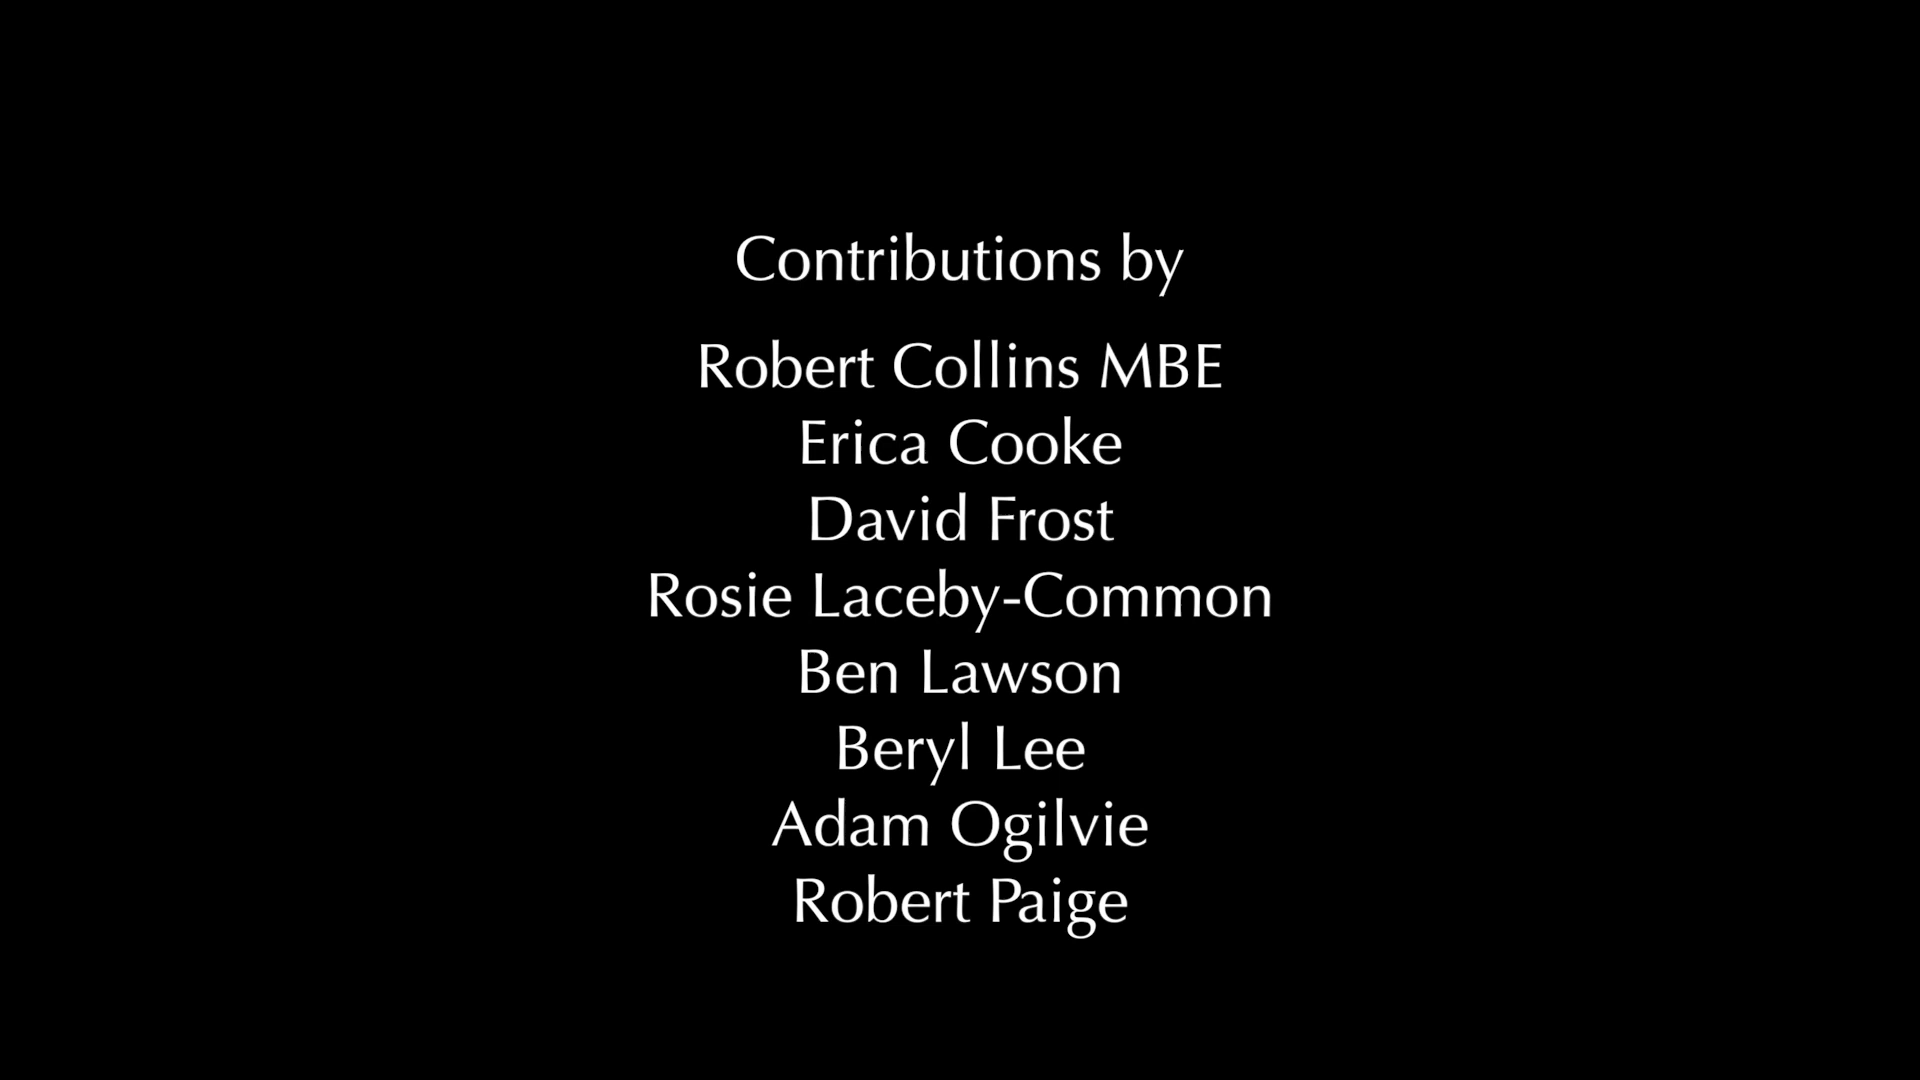 Contributions by
Robert Collins MBE
Erica Cooke
David Frost
Rosie Laceby-Common
Ben Lawson
Beryl Lee
Adam Ogilvie
Robert Paige